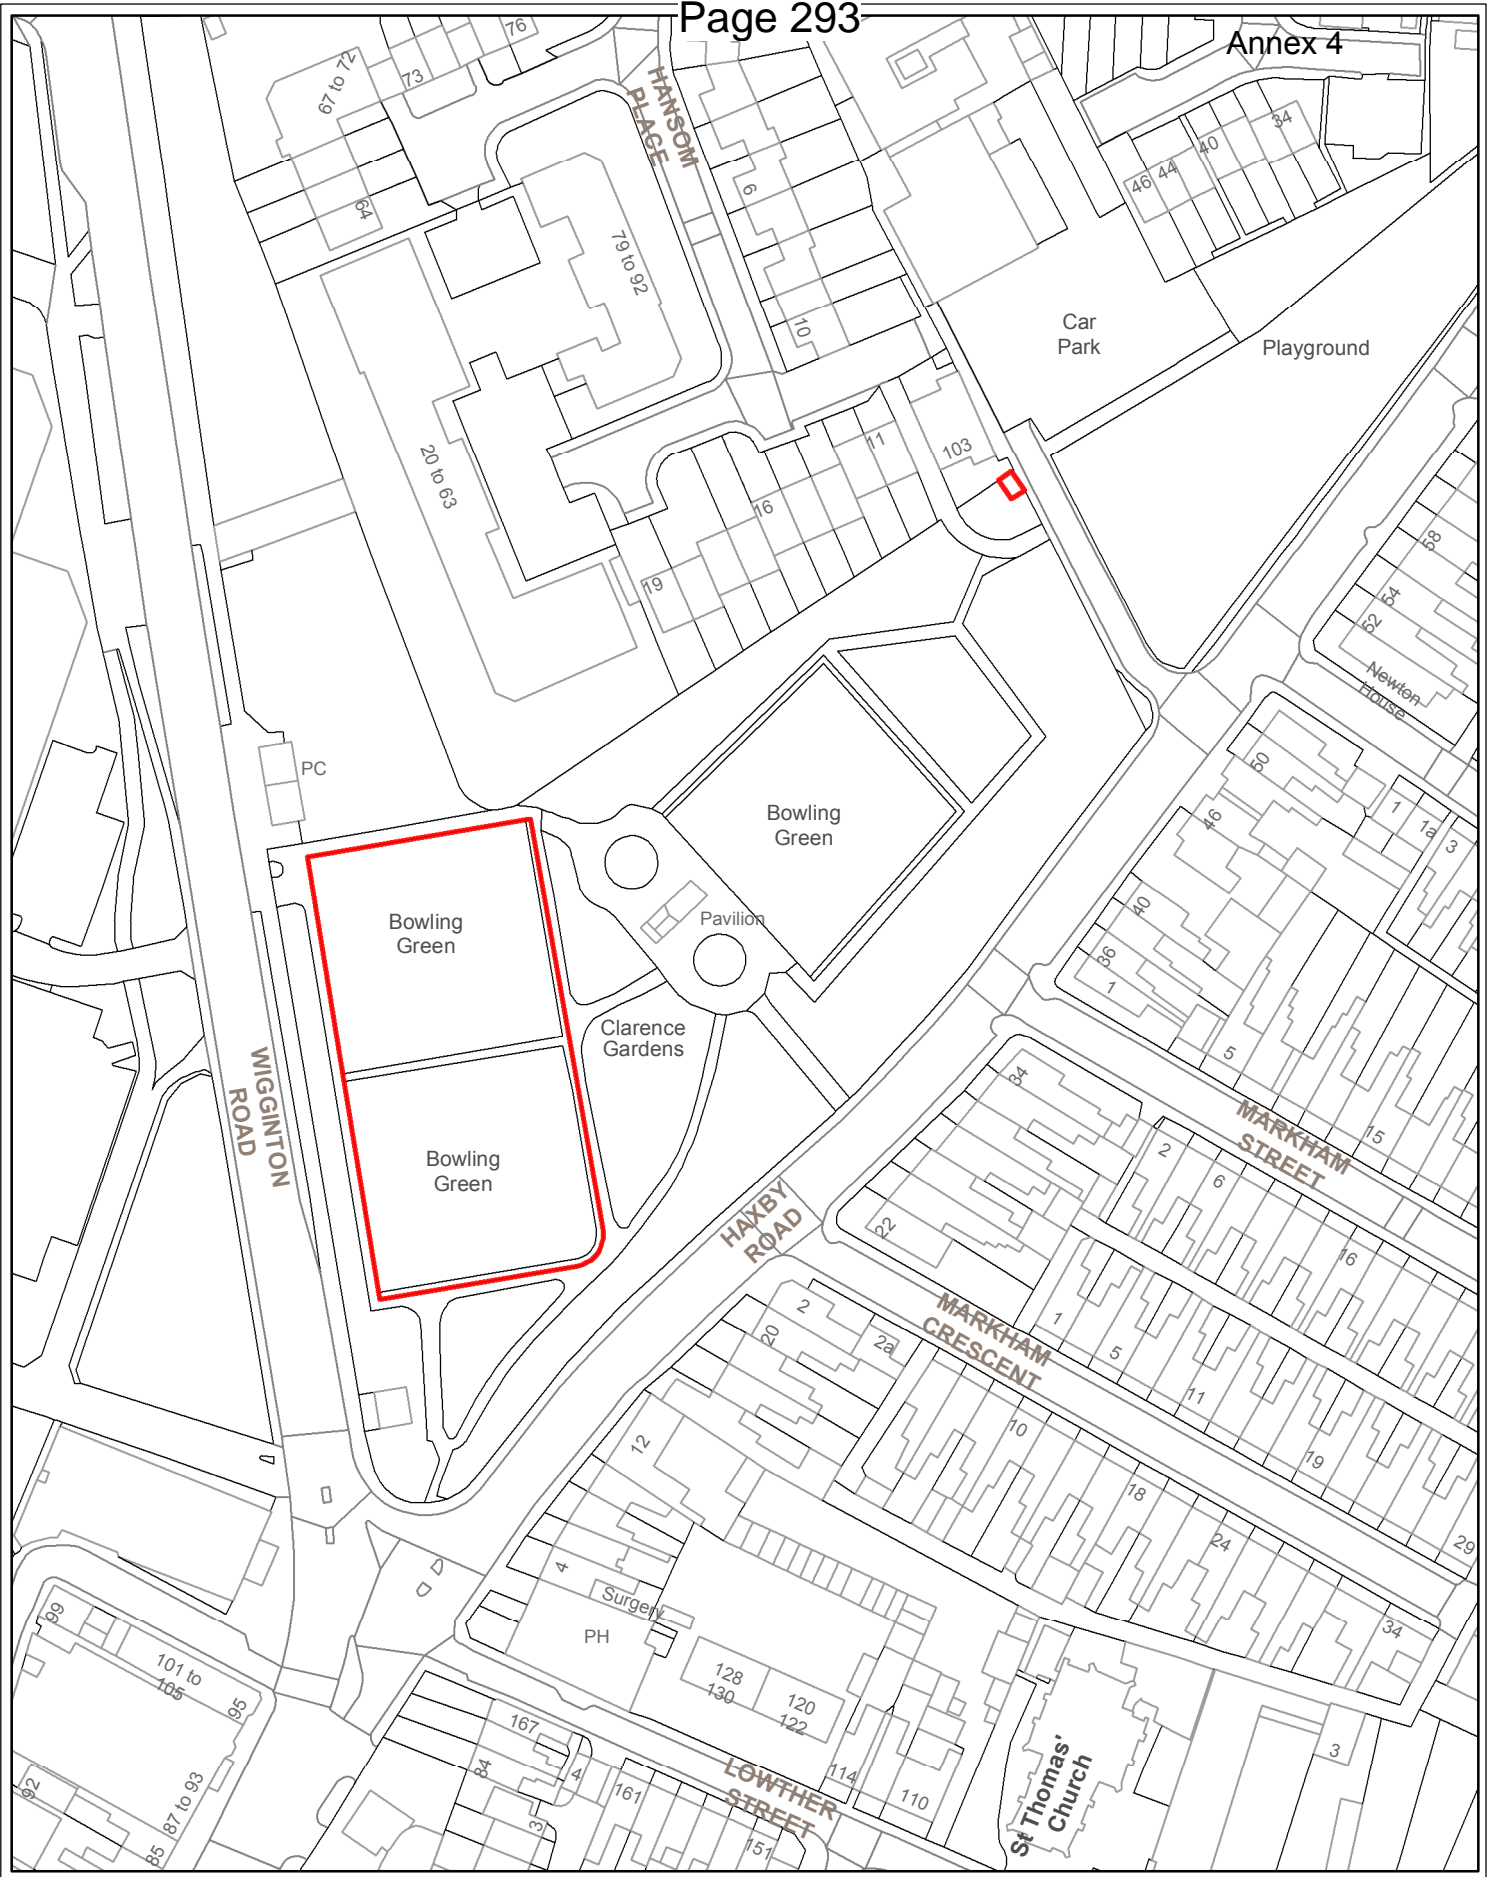 Page 293
Annex 4
76
67 to 72
73
HANSOM
PLACE
34
40
44
46
6
64
79 to 92
10
Car
Park
Playground
11
103
20 to 63
16
19
58
54
52
Newton
House
PC
50
46
1
1a
3
Bowling
Green
Bowling
Green
Pavilion
40
36
1
Clarence
Gardens
5
34
WIGGINTON
ROAD
MARKHAM
STREET
15
2
6
Bowling
Green
HAXBY
ROAD
22
16
MARKHAM
CRESCENT
2
20
2a
1
5
11
12
10
19
18
24
29
4
Surgery
PH
34
99
101 to
105
95
128
130
120
122
167
84
4
161
3
LOWTHER
STREET
114
110
151
St Thomas'
Church
3
92
87 to 93
85